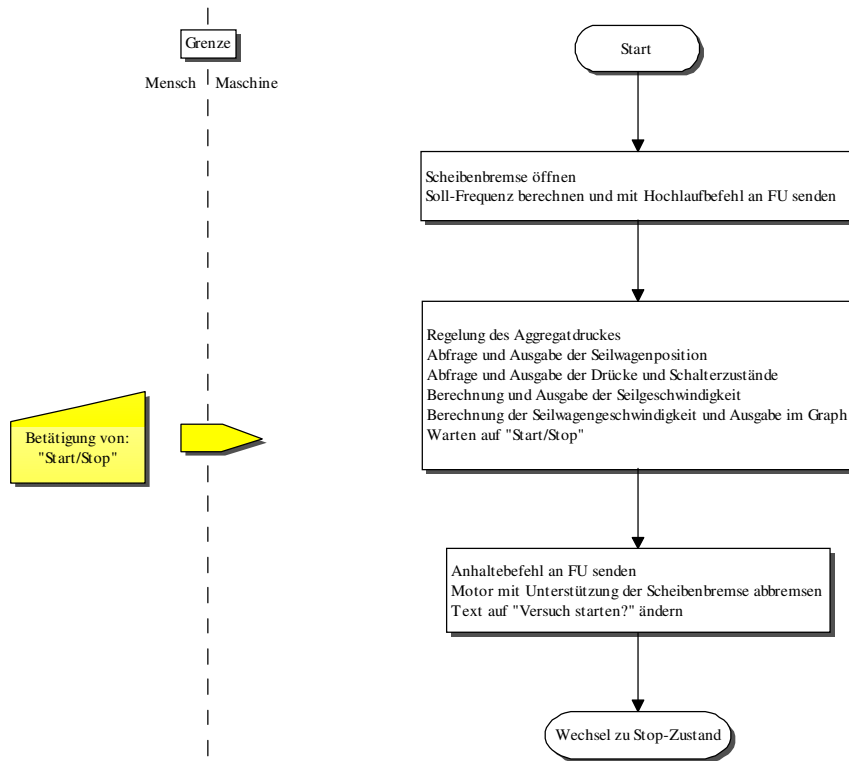 Grenze
Mensch
Maschine
Betätigung von:
"Start/Stop"
Start
Scheibenbremse öffnen
Soll-Frequenz berechnen und mit Hochlaufbefehl an FU senden
Regelung des Aggregatdruckes
Abfrage und Ausgabe der Seilwagenposition
Abfrage und Ausgabe der Drücke und Schalterzustände
Berechnung und Ausgabe der Seilgeschwindigkeit
Berechnung der Seilwagengeschwindigkeit und Ausgabe im Graph
Warten auf "Start/Stop"
Anhaltebefehl an FU senden
Motor mit Unterstützung der Scheibenbremse abbremsen
Text auf "Versuch starten?" ändern
Wechsel zu Stop-Zustand